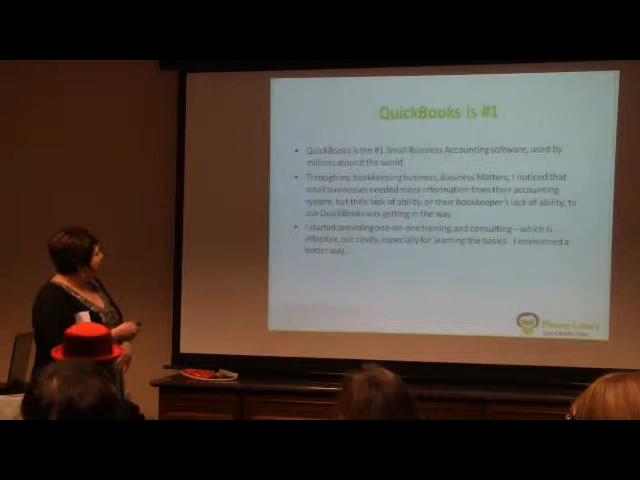 QuickBooks is #1
• QuickBooks is the #1 Small Business Accounting software, used by
millions around the world
• Through my bookkeeping business, Business Matters, I noticed that
small businesses needed more information from their accounting
system, but they lack of ability, or their bookkeeper's lack of ability, to
use QuickBooks was getting in the way.
• I started providing one-on-one training and consulting – which is
effective, but costly, especially for learning the basics. I envisioned a
better way...